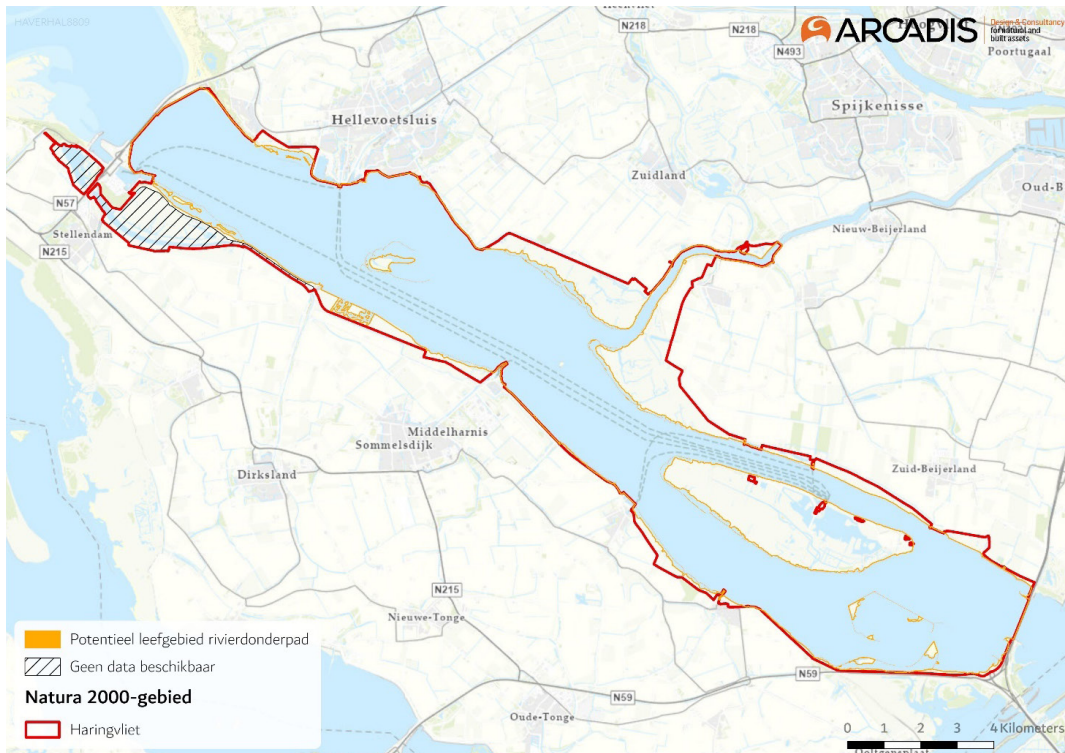 HAVERHAL8809
N218
N218
ARCADIS
Design & Consultancy
for natural and
built assets
N493
Poortugaal
Hellevoetsluis
Spijkenisse
Zuidland
N57
Stellendam
N215
Nieuw-Beijerland
Middelharnis
Sommelsdijk
Dirksland
Zuid-Beijerland
N215
Nieuwe-Tonge
N59
N59
Oude-Tonge
Potentieel leefgebied rivierdonderpad
Geen data beschikbaar
Natura 2000-gebied
Haringvliet
0 1 2 3 4 Kilometers